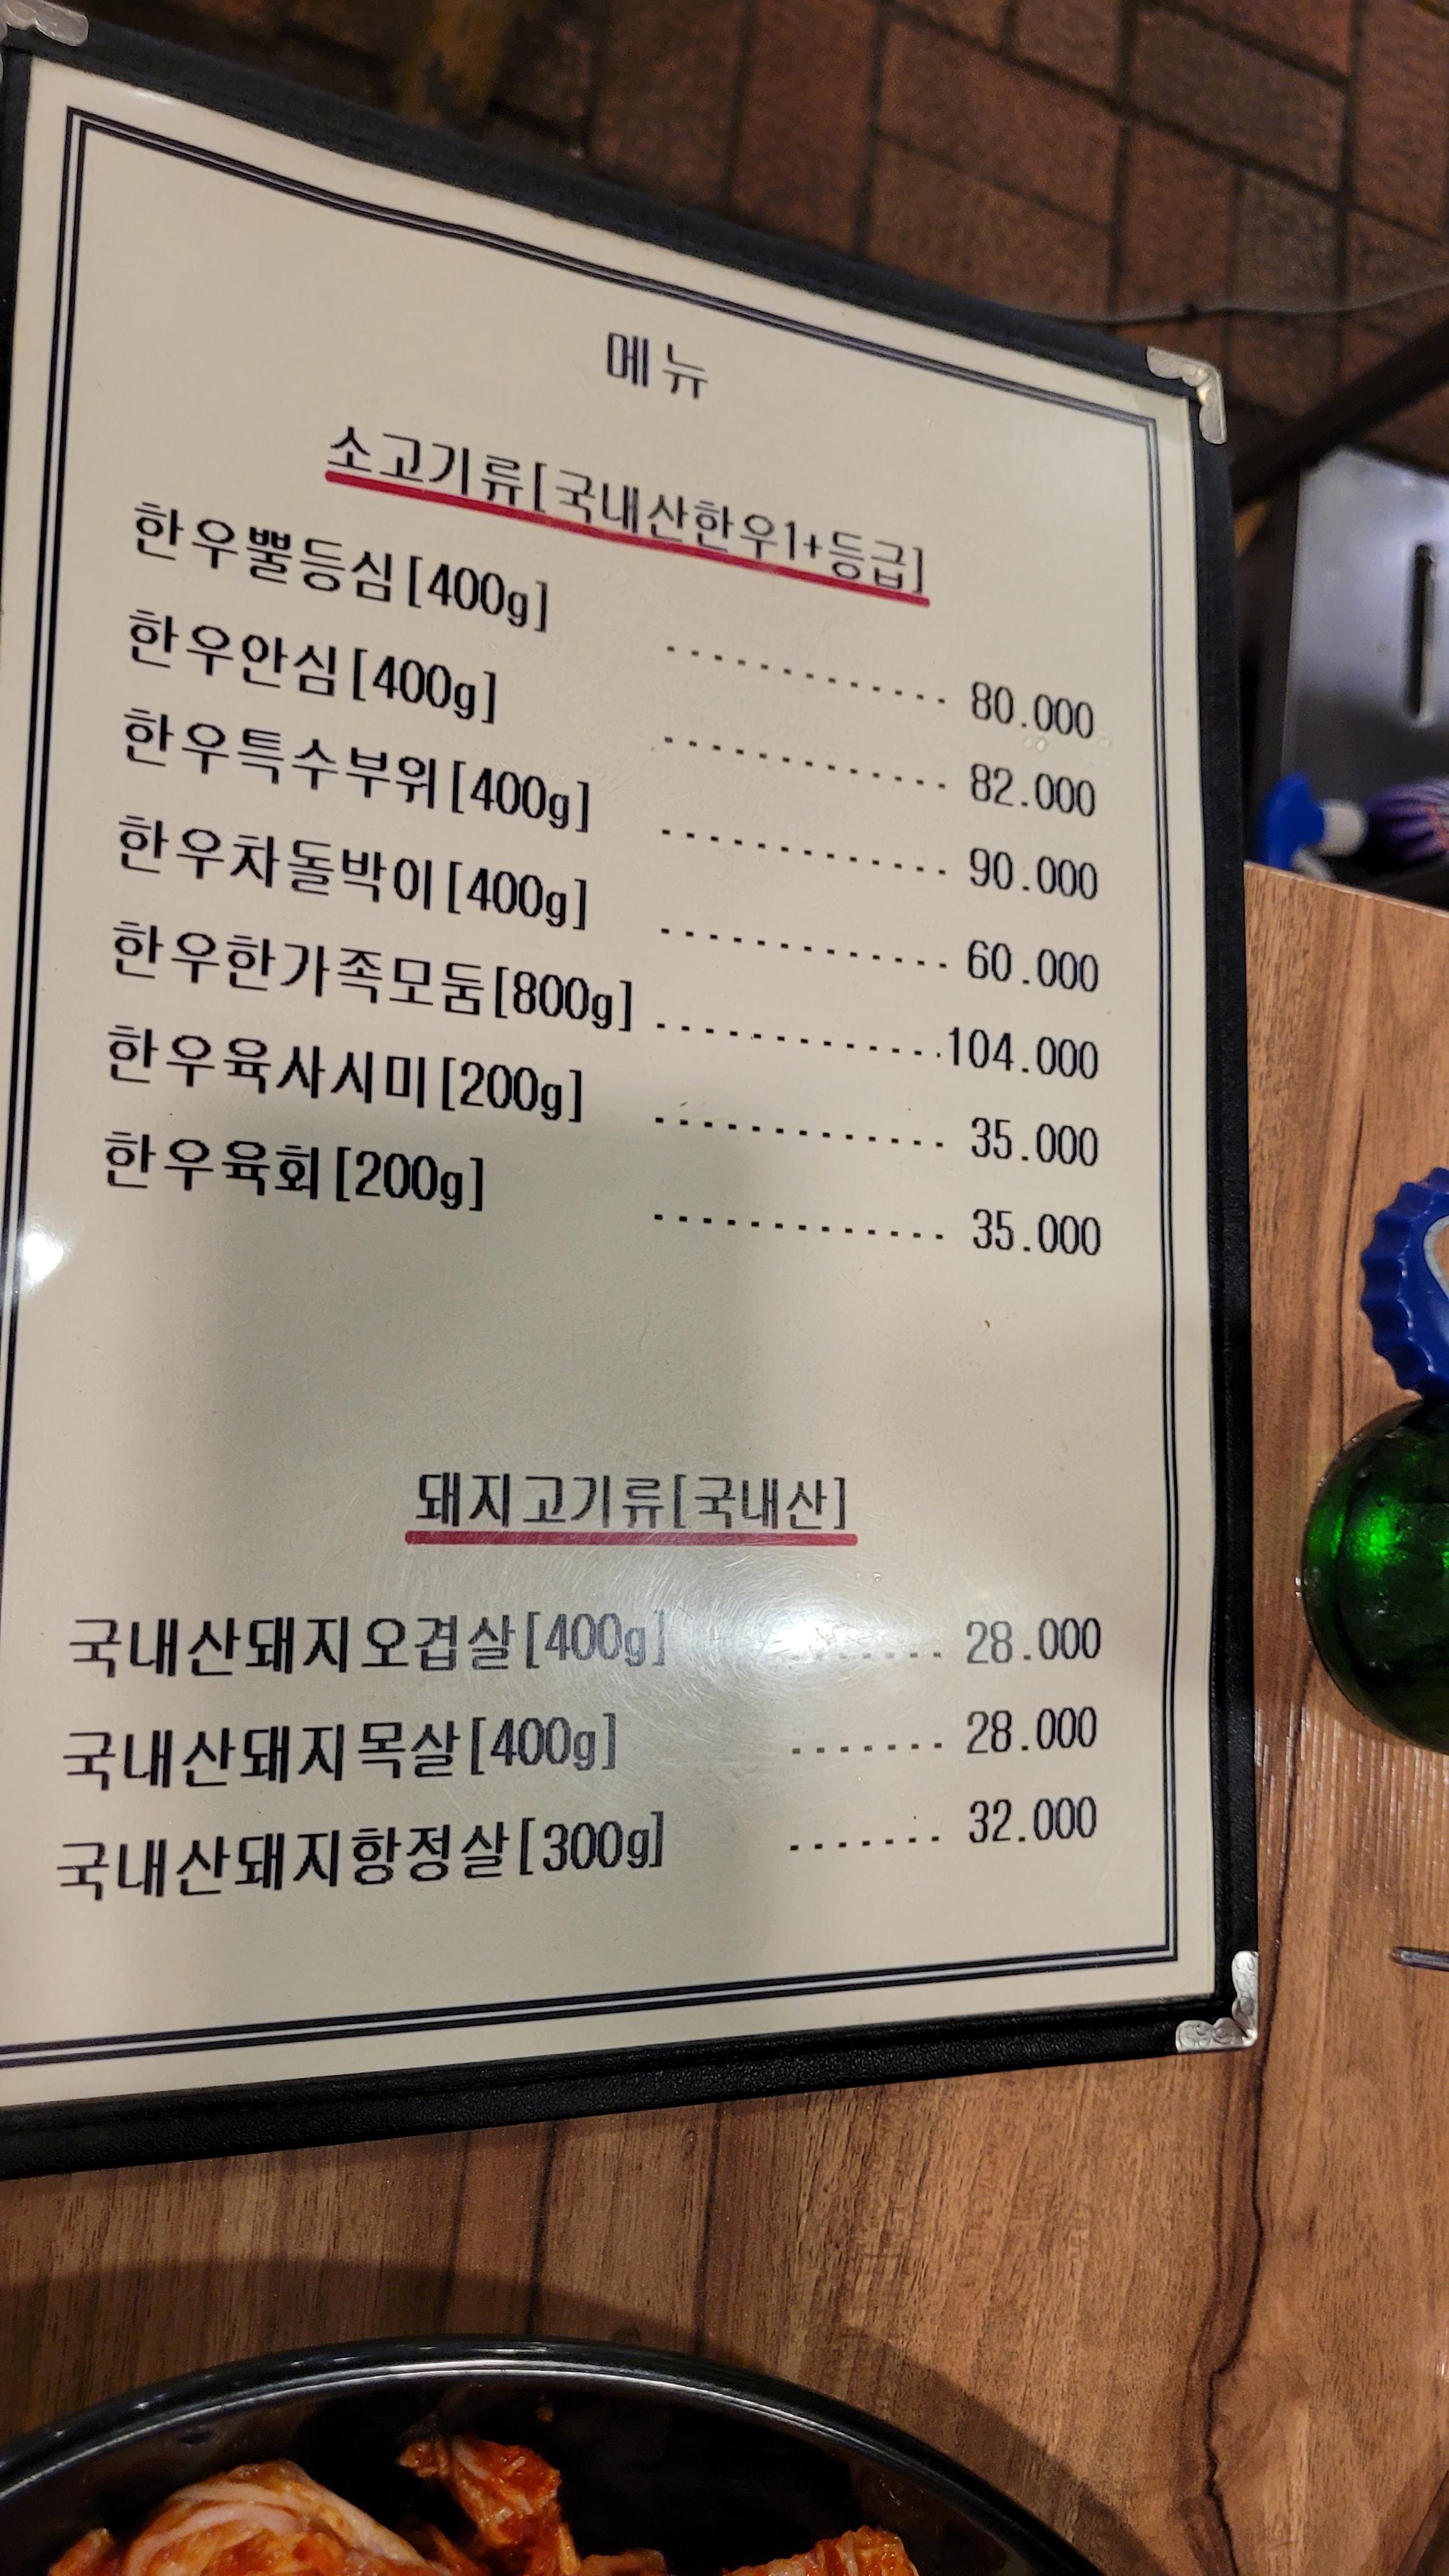 메뉴
소고기류[국내산한우1+등급]
한우뿔등심[400g] ............. 80.000
한우안심[400g] ............. 82.000
한우특수부위[400g] ............. 90.000
한우차돌박이[400g] ............. 60.000
한우한가족모둠[800g] ............. 104.000
한우육사시미[200g] ............. 35.000
한우육회[200g] ............. 35.000
돼지고기류[국내산]
국내산돼지오겹살[400g] ....... 28.000
국내산돼지목살[400g] ....... 28.000
국내산돼지항정살[300g] ....... 32.000